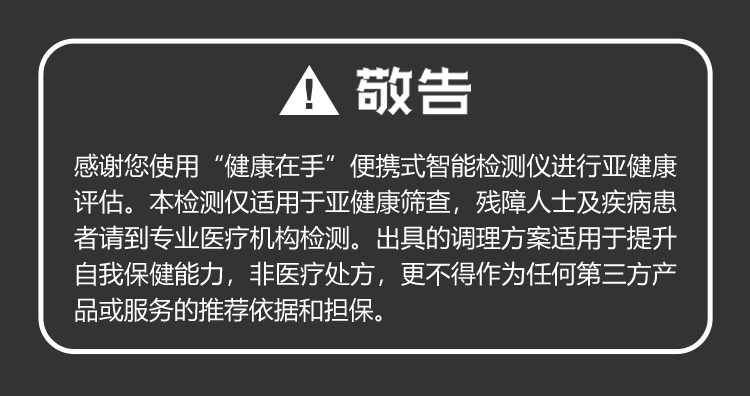 敬告
感谢您使用“健康在手”便携式智能检测仪进行亚健康
评估。本检测仅适用于亚健康筛查，残障人士及疾病患
者请到专业医疗机构检测。出具的调理方案适用于提升
自我保健能力，非医疗处方，更不得作为任何第三方产
品或服务的推荐依据和担保。